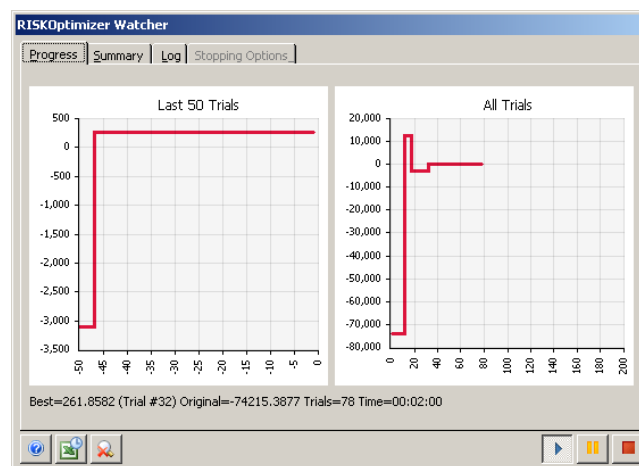 RISKOptimizer Watcher
Progress Summary Log Stopping Options
Last 50 Trials
500
0
-500
-1,000
-1,500
-2,000
-2,500
-3,000
-3,500
-50 -45 -40 -35 -30 -25 -20 -15 -10 -5 0
All Trials
20,000
10,000
0
-10,000
-20,000
-30,000
-40,000
-50,000
-60,000
-70,000
-80,000
0 20 40 60 80 100 120 140 160 180 200
Best=261.8582 (Trial #32) Original=-74215.3877 Trials=78 Time=00:02:00